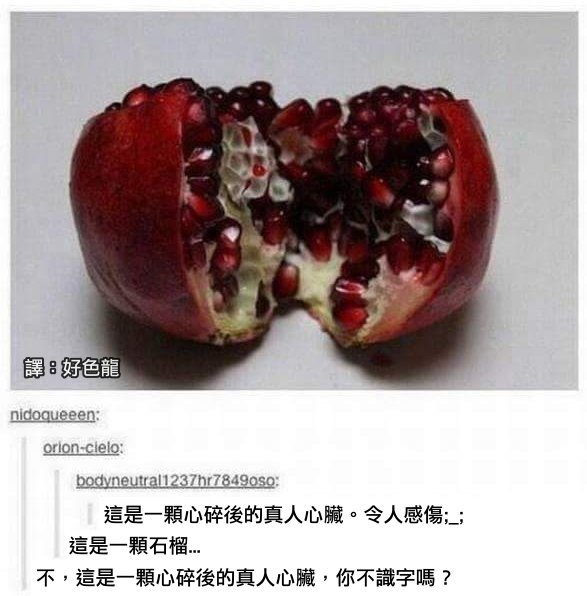 譯：好色龍
nidoqueeen:
orion-cielo:
bodyneutral1237hr7849oso:
這是一顆心碎後的真人心臟。令人感傷;_;
這是一顆石榴...
不，這是一顆心碎後的真人心臟，你不識字嗎？